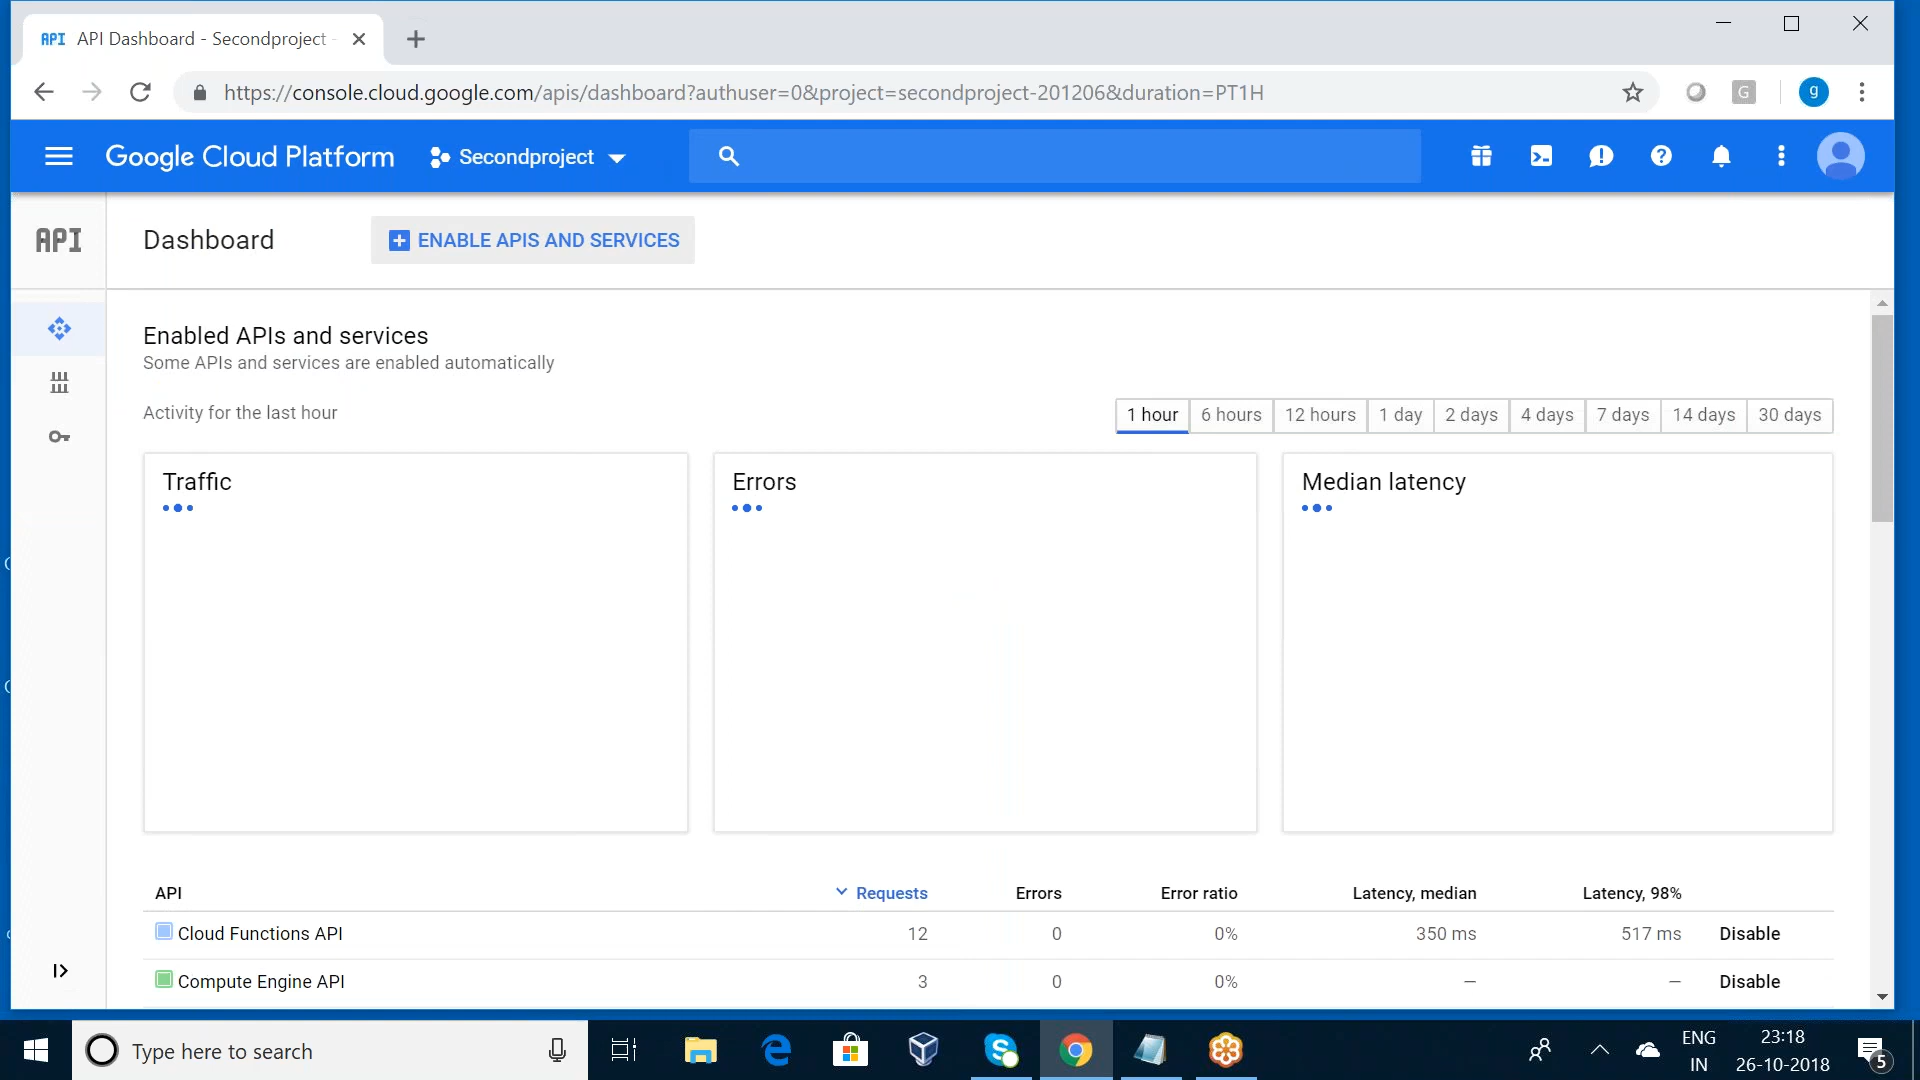 API API Dashboard - Secondproject -
https://console.cloud.google.com/apis/dashboard?authuser=0&project=secondproject-201206&duration=PT1H
G
g
Google Cloud Platform
Secondproject
API
Dashboard
ENABLE APIS AND SERVICES
Enabled APIs and services
Some APIs and services are enabled automatically
Activity for the last hour
1 hour 6 hours 12 hours 1 day 2 days 4 days 7 days 14 days 30 days
Traffic
Errors
Median latency
API Requests Errors Error ratio Latency, median Latency, 98%
Cloud Functions API 12 0 0% 350 ms 517 ms Disable
Compute Engine API 3 0 0% — — Disable
Type here to search
ENG
IN
23:18
26-10-2018
5